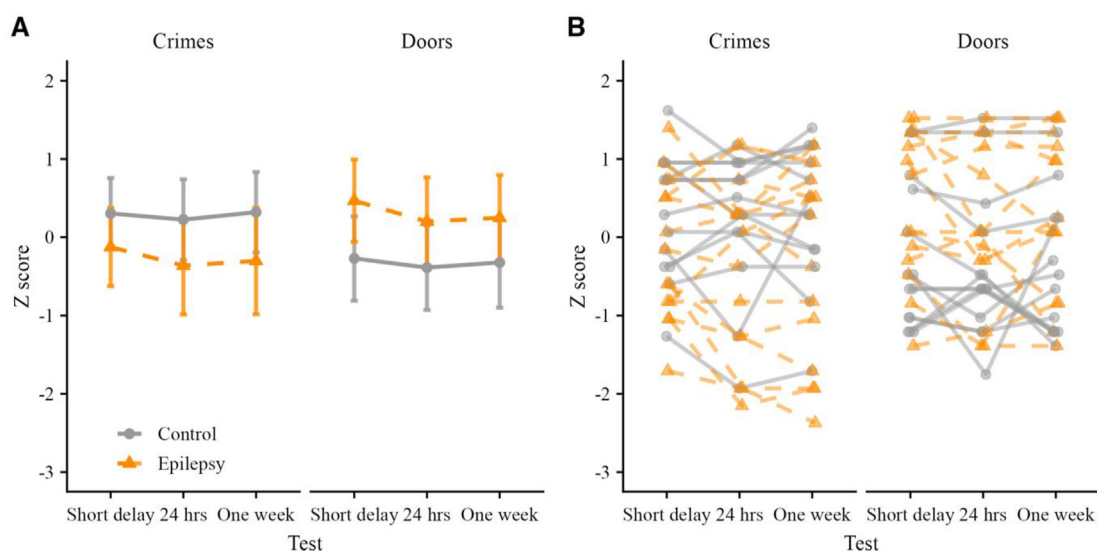 A
Crimes
Doors
Z score
2
1
0
-1
-2
-3
Control
Epilepsy
Short delay 24 hrs One week
Short delay 24 hrs One week
Test
B
Crimes
Doors
Z score
2
1
0
-1
-2
-3
Short delay 24 hrs One week
Short delay 24 hrs One week
Test